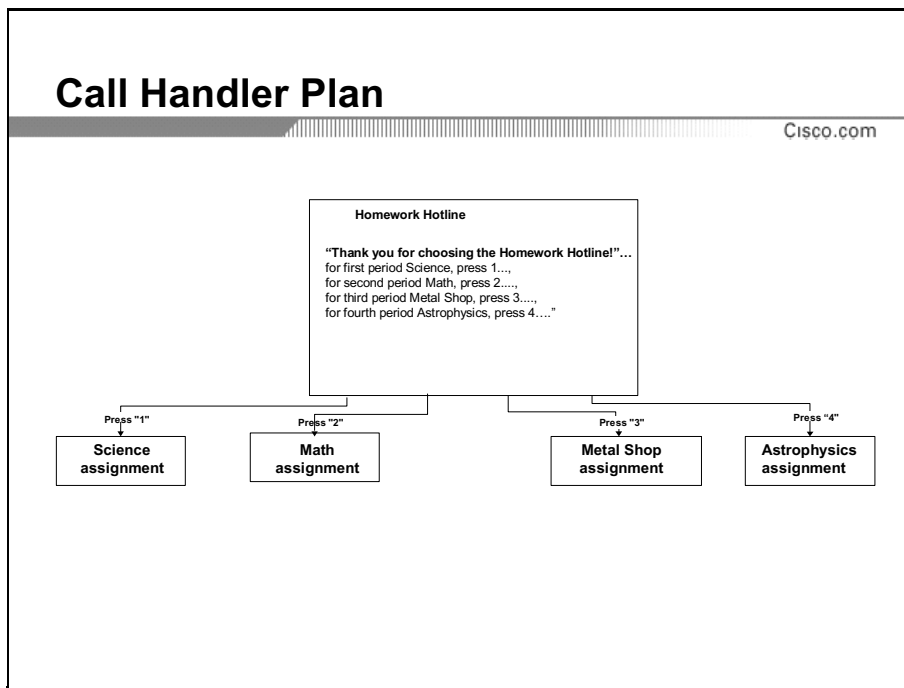 Call Handler Plan
Cisco.com
Homework Hotline
“Thank you for choosing the Homework Hotline!”…
for first period Science, press 1...,
for second period Math, press 2....,
for third period Metal Shop, press 3....,
for fourth period Astrophysics, press 4….”
Press "1"
Press "2"
Press "3"
Press “4"
Science
assignment
Math
assignment
Metal Shop
assignment
Astrophysics
assignment